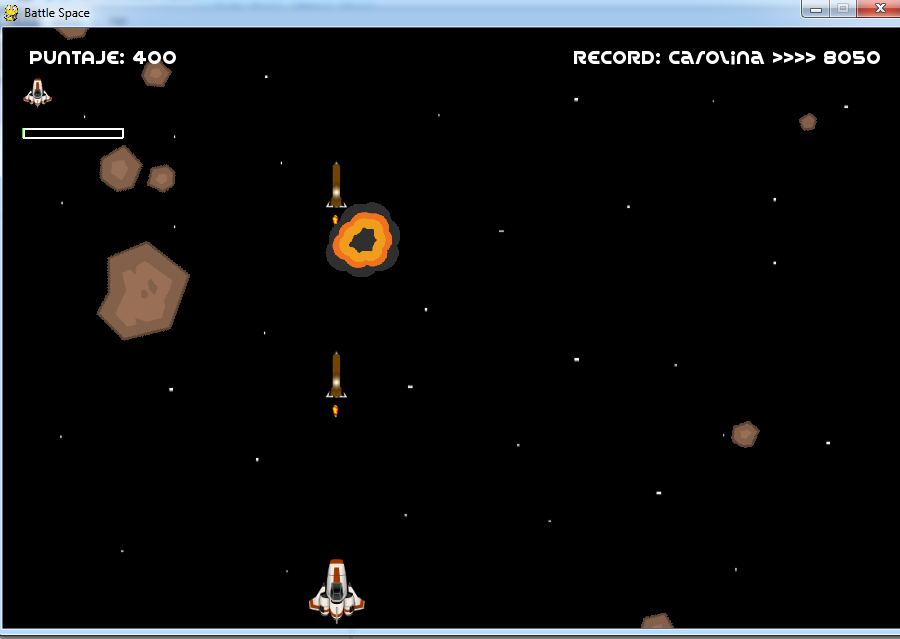 Battle Space
PUNTAJE: 400
RECORD: Carolina >>>> 8050